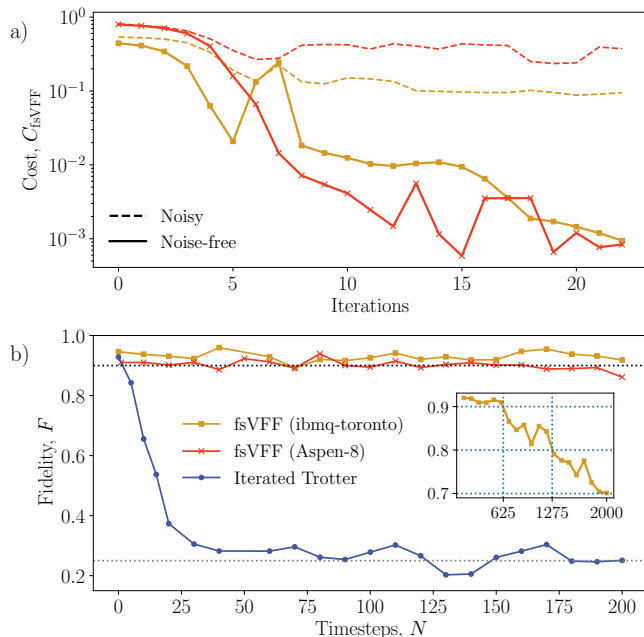 a)
10⁰
10⁻¹
10⁻²
10⁻³
Cost, C_fsVFF
Noisy
Noise-free
0 5 10 15 20
Iterations
b)
1.0
0.8
0.6
0.4
0.2
Fidelity, F
fsVFF (ibmq-toronto)
fsVFF (Aspen-8)
Iterated Trotter
0.9
0.8
0.7
625 1275 2000
0 25 50 75 100 125 150 175 200
Timesteps, N